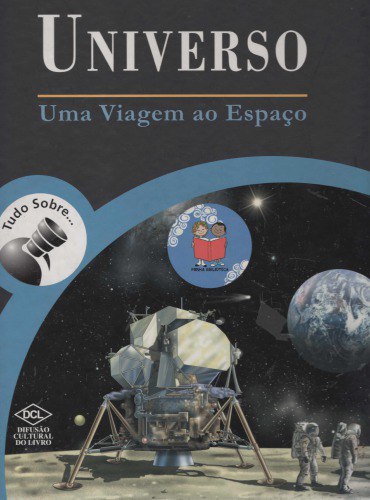 UNIVERSO
Uma Viagem ao Espaço
Tudo Sobre...
DCL
DIFUSÃO
CULTURAL
DO LIVRO